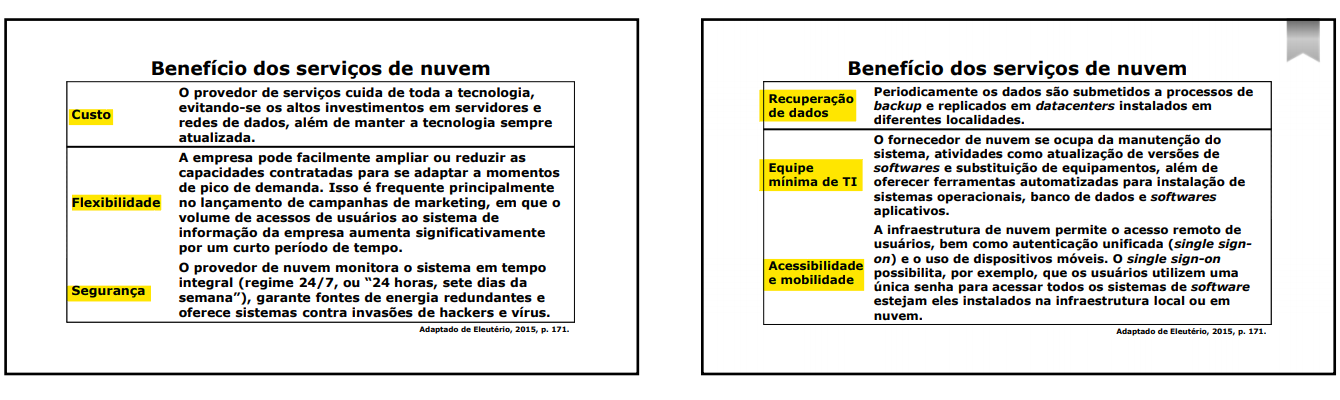 Benefício dos serviços de nuvem
Custo
O provedor de serviços cuida de toda a tecnologia,
evitando-se os altos investimentos em servidores e
redes de dados, além de manter a tecnologia sempre
atualizada.
Flexibilidade
A empresa pode facilmente ampliar ou reduzir as
capacidades contratadas para se adaptar a momentos
de pico de demanda. Isso é frequente principalmente
no lançamento de campanhas de marketing, em que o
volume de acessos de usuários ao sistema de
informação da empresa aumenta significativamente
por um curto período de tempo.
Segurança
O provedor de nuvem monitora o sistema em tempo
integral (regime 24/7, ou “24 horas, sete dias da
semana”), garante fontes de energia redundantes e
oferece sistemas contra invasões de hackers e vírus.
Adaptado de Eleutério, 2015, p. 171.
Benefício dos serviços de nuvem
Recuperação
de dados
Periodicamente os dados são submetidos a processos de
backup e replicados em datacenters instalados em
diferentes localidades.
Equipe
mínima de TI
O fornecedor de nuvem se ocupa da manutenção do
sistema, atividades como atualização de versões de
softwares e substituição de equipamentos, além de
oferecer ferramentas automatizadas para instalação de
sistemas operacionais, banco de dados e softwares
aplicativos.
Acessibilidade
e mobilidade
A infraestrutura de nuvem permite o acesso remoto de
usuários, bem como autenticação unificada (single sign-
on) e o uso de dispositivos móveis. O single sign-on
possibilita, por exemplo, que os usuários utilizem uma
única senha para acessar todos os sistemas de software
estejam eles instalados na infraestrutura local ou em
nuvem.
Adaptado de Eleutério, 2015, p. 171.